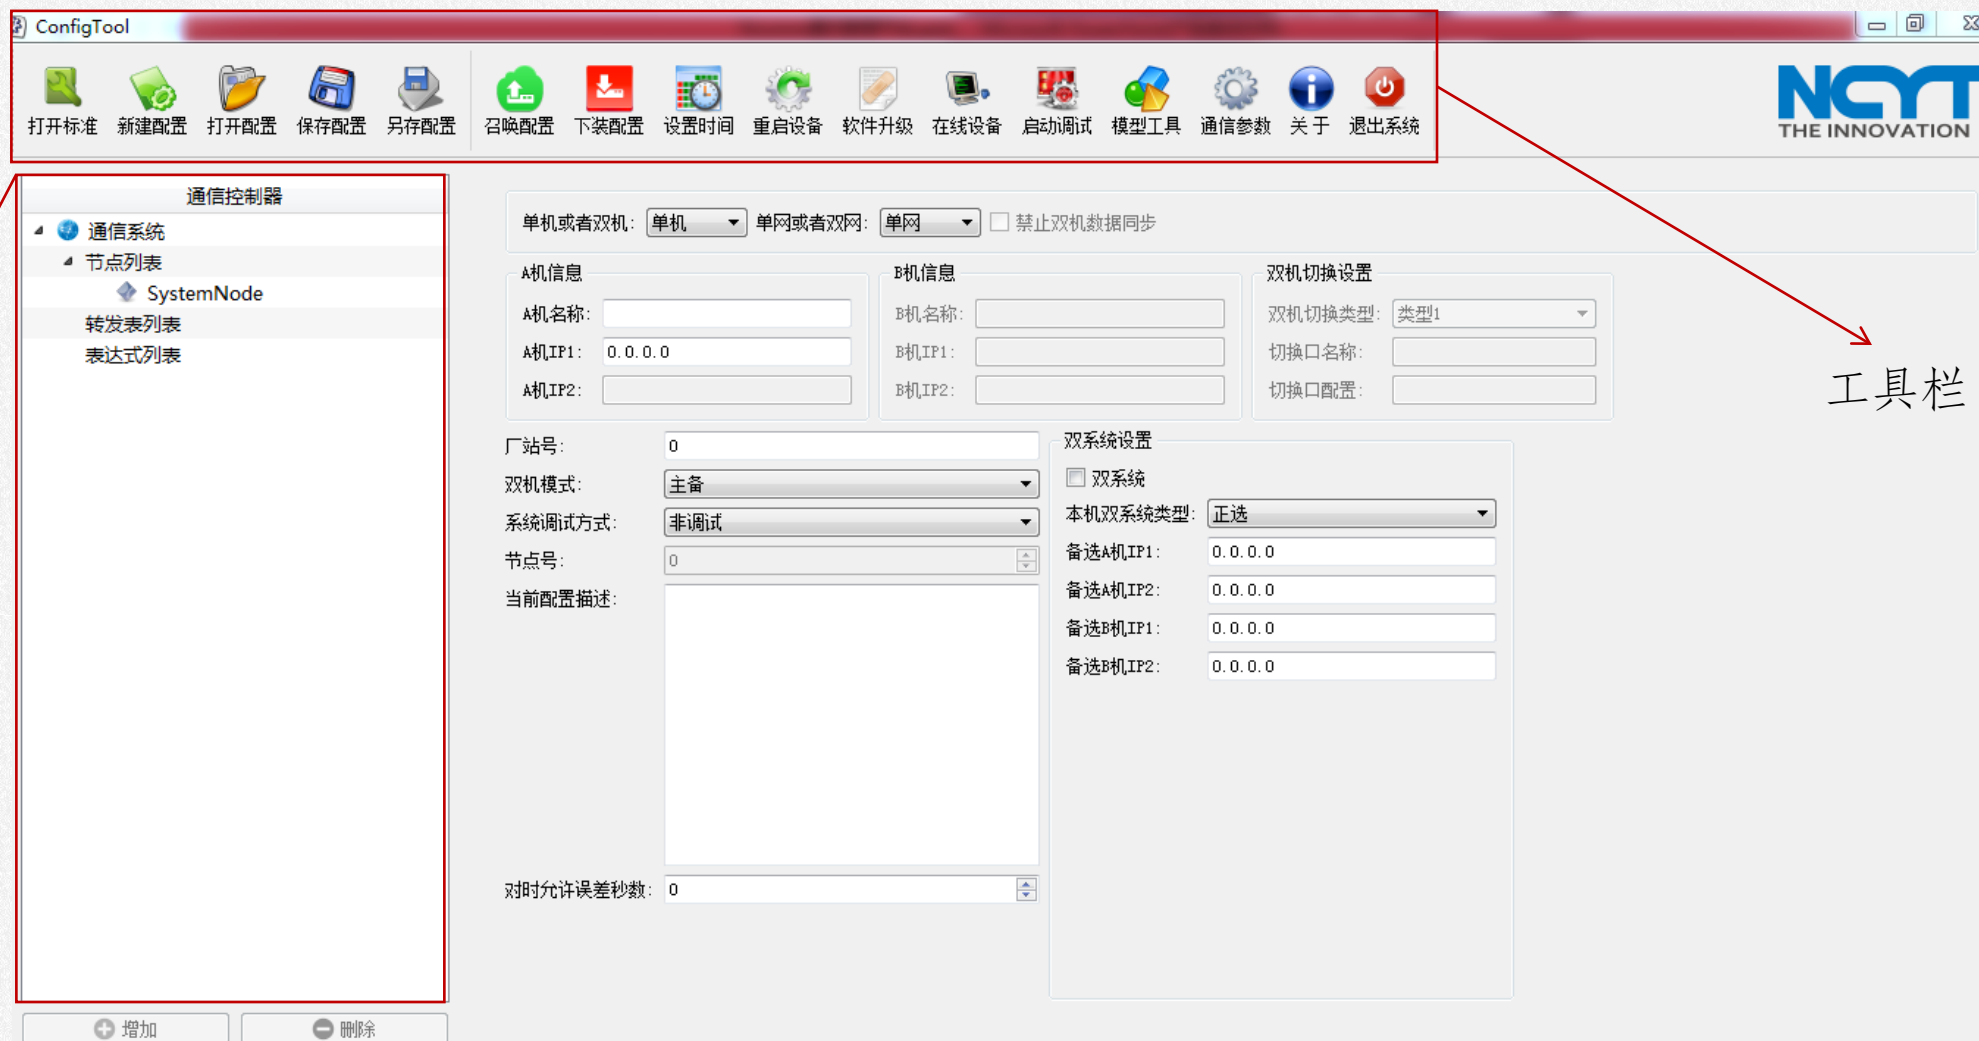 ConfigTool
打开标准 新建配置 打开配置 保存配置 另存配置 召唤配置 下装配置 设置时间 重启设备 软件升级 在线设备 启动调试 模型工具 通信参数 关于 退出系统
NCYT
THE INNOVATION
通信控制器
通信系统
节点列表
SystemNode
转发表列表
表达式列表
增加 删除
单机或者双机: 单机 单网或者双网: 单网 禁止双机数据同步
A机信息
A机名称:
A机IP1: 0.0.0.0
A机IP2:
B机信息
B机名称:
B机IP1:
B机IP2:
双机切换设置
双机切换类型: 类型1
切换口名称:
切换口配置:
厂站号: 0
双机模式: 主备
系统调试方式: 非调试
节点号: 0
当前配置描述:
对时允许误差秒数: 0
双系统设置
双系统
本机双系统类型: 正选
备选A机IP1: 0.0.0.0
备选A机IP2: 0.0.0.0
备选B机IP1: 0.0.0.0
备选B机IP2: 0.0.0.0
工具栏